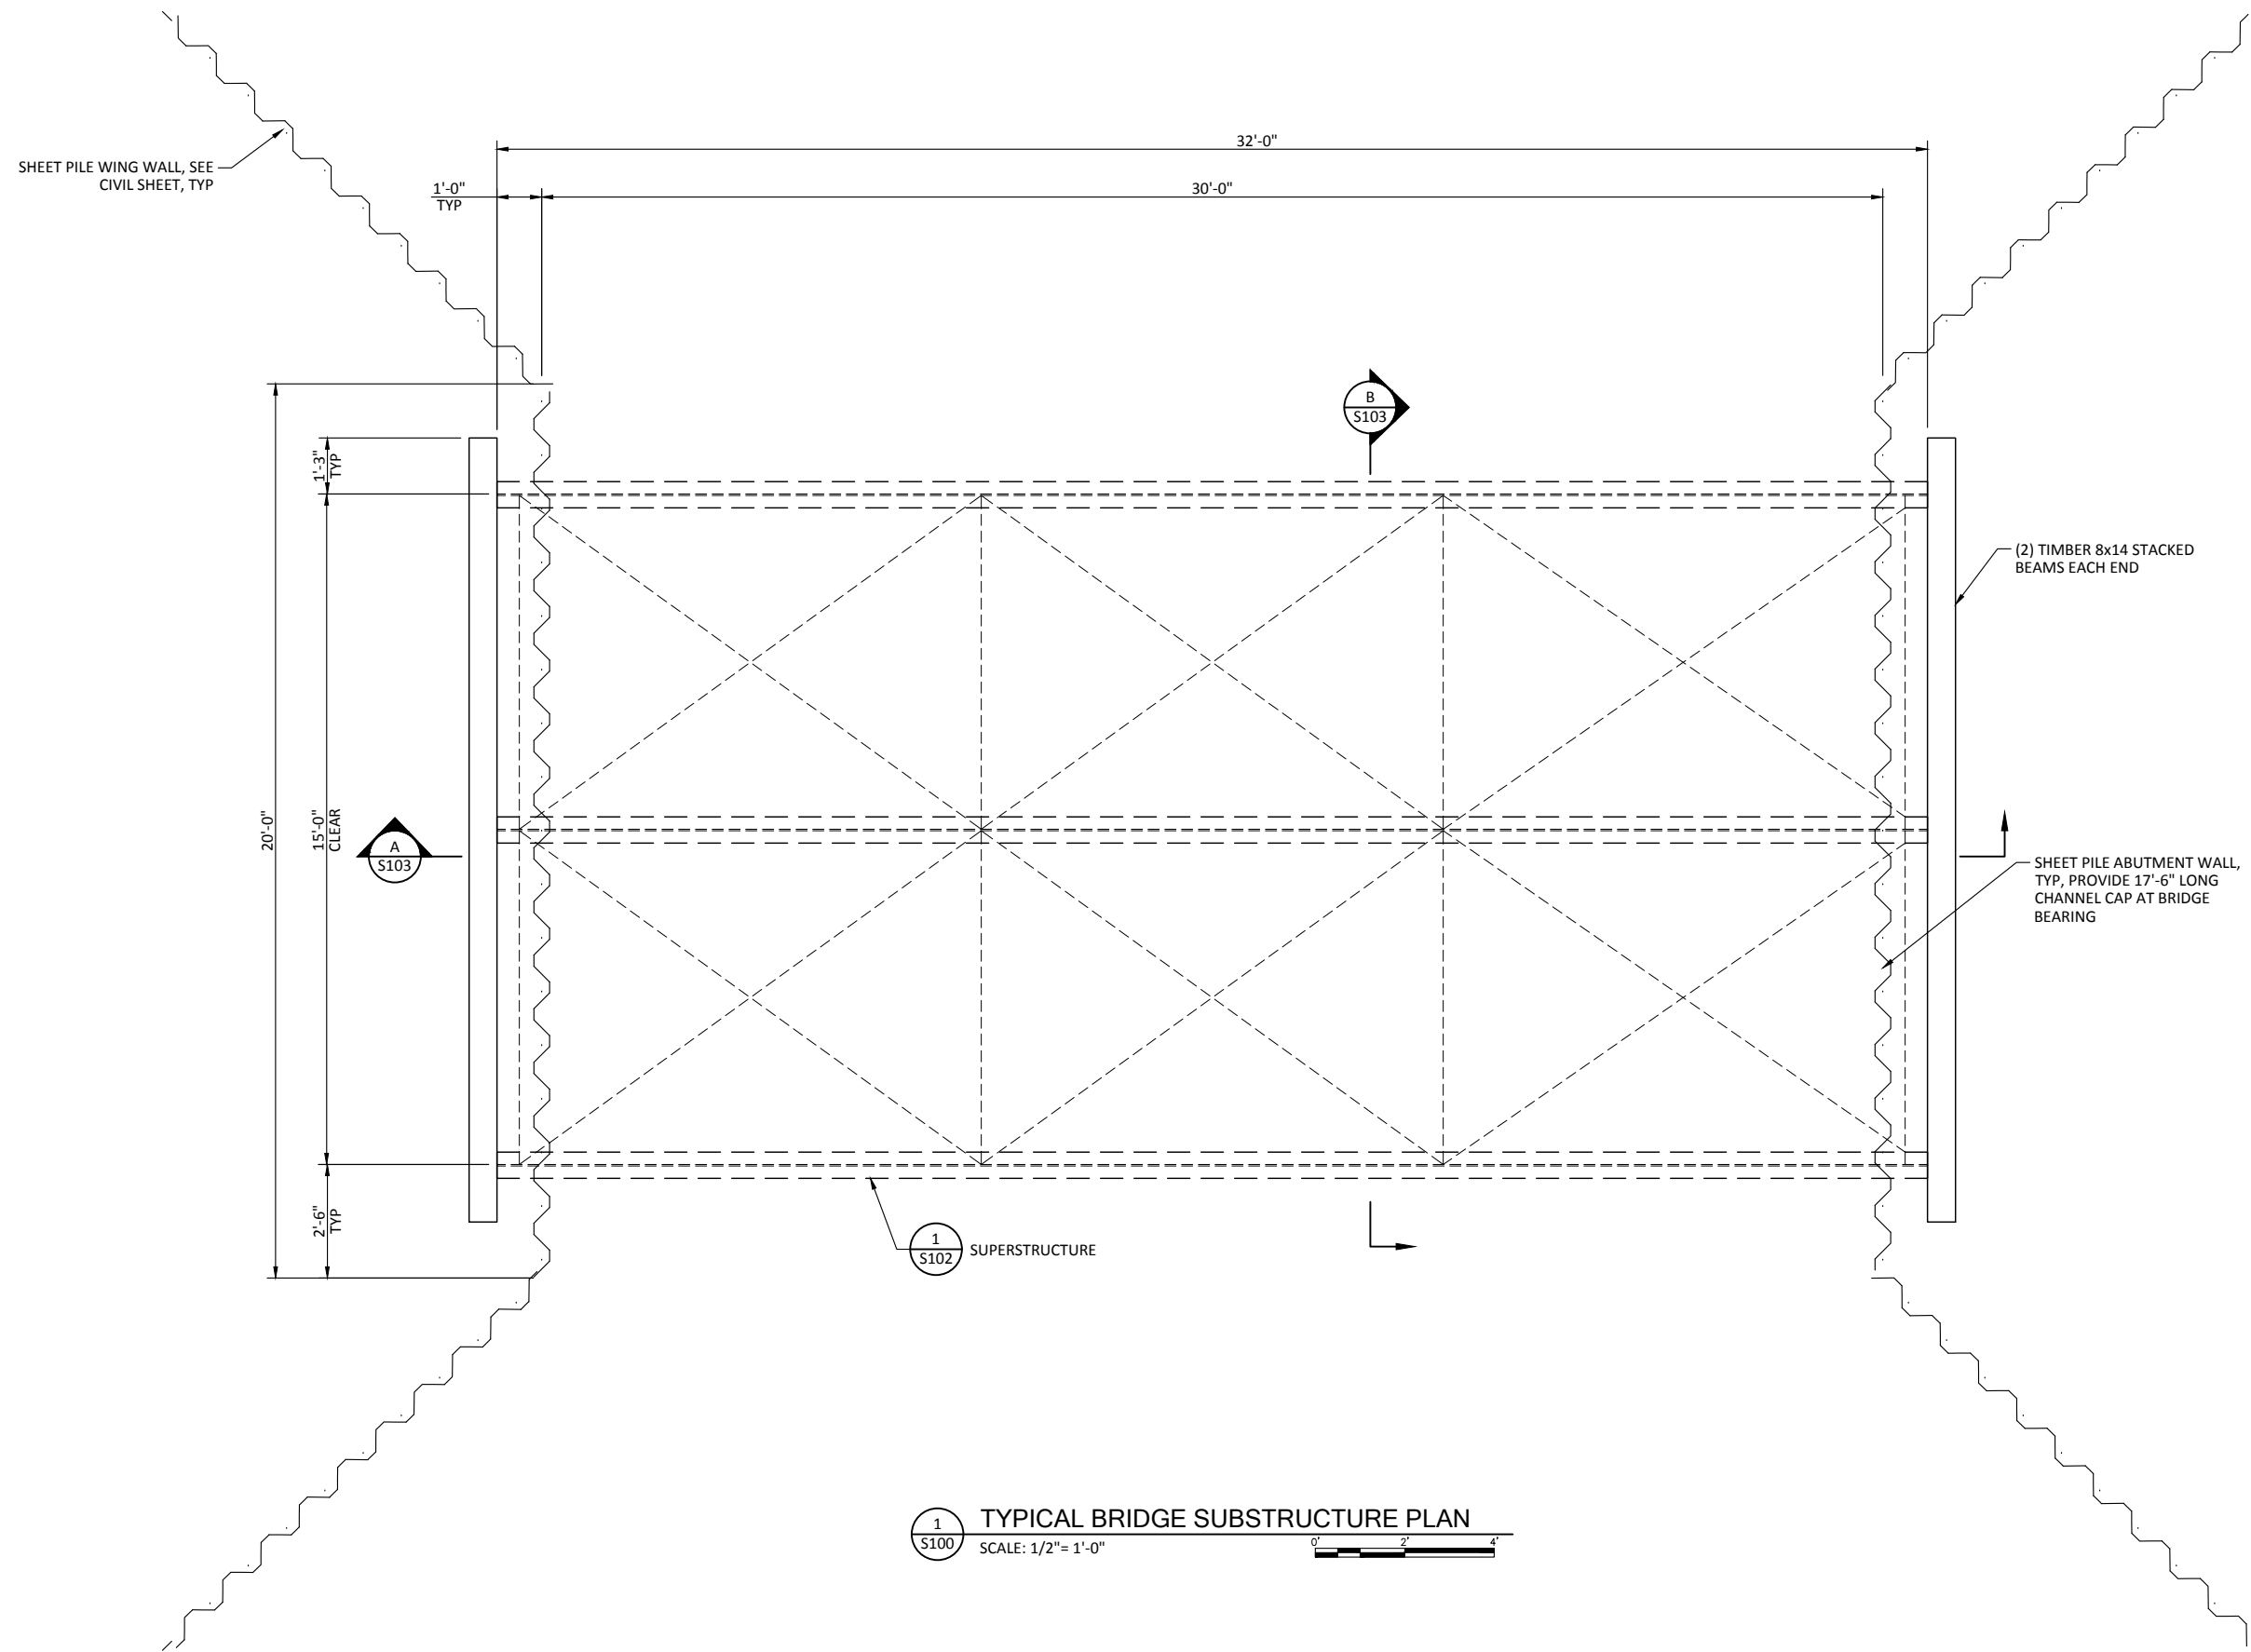 32'-0"
SHEET PILE WING WALL, SEE
CIVIL SHEET, TYP
1'-0"
TYP
30'-0"
B
S103
1'-3"
TYP
(2) TIMBER 8x14 STACKED
BEAMS EACH END
20'-0"
15'-0"
CLEAR
A
S103
SHEET PILE ABUTMENT WALL,
TYP, PROVIDE 17'-6" LONG
CHANNEL CAP AT BRIDGE
BEARING
2'-6"
TYP
1
S102
SUPERSTRUCTURE
1
S100
TYPICAL BRIDGE SUBSTRUCTURE PLAN
SCALE: 1/2"= 1'-0"
0' 2' 4'